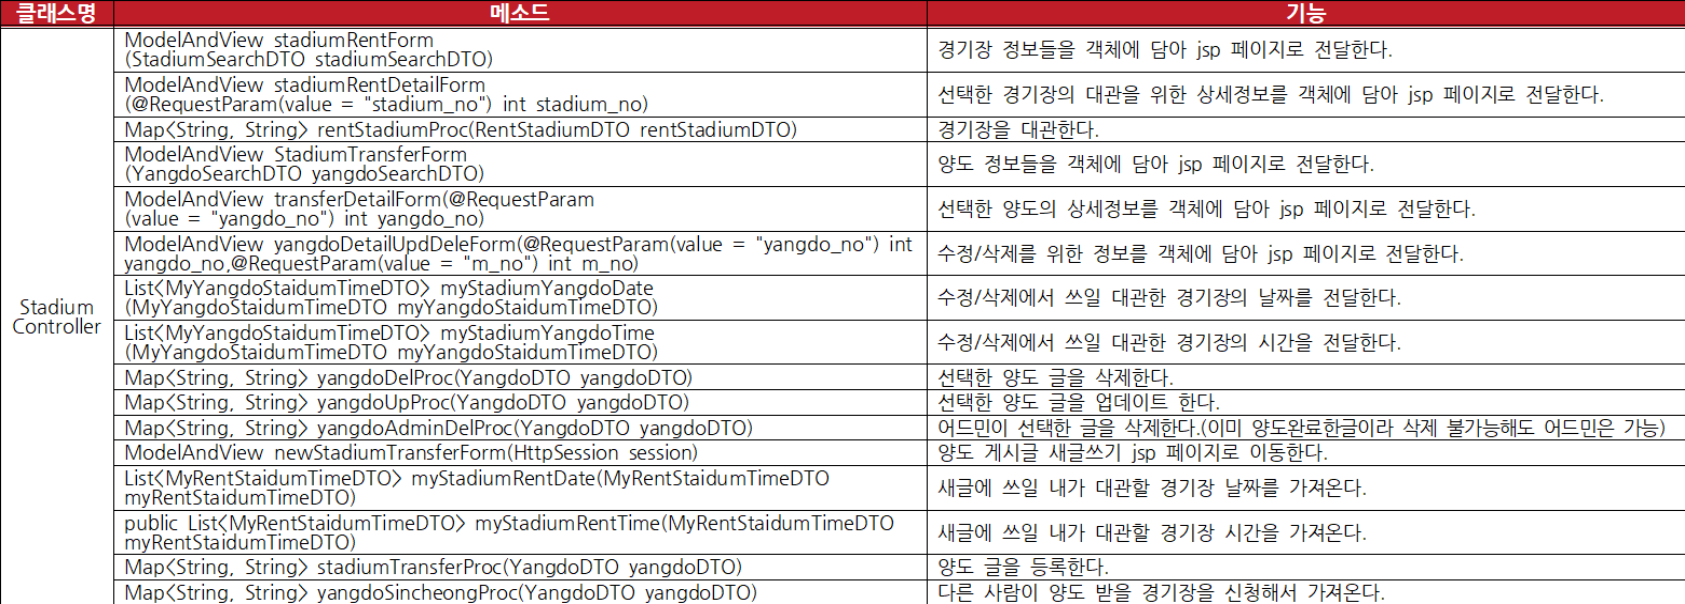 클래스명 메소드 기능
Stadium
Controller
ModelAndView stadiumRentForm
(StadiumSearchDTO stadiumSearchDTO)
경기장 정보들을 객체에 담아 jsp 페이지로 전달한다.
ModelAndView stadiumRentDetailForm
(@RequestParam(value = "stadium_no") int stadium_no)
선택한 경기장의 대관을 위한 상세정보를 객체에 담아 jsp 페이지로 전달한다.
Map<String, String> rentStadiumProc(RentStadiumDTO rentStadiumDTO)
경기장을 대관한다.
ModelAndView StadiumTransferForm
(YangdoSearchDTO yangdoSearchDTO)
양도 정보들을 객체에 담아 jsp 페이지로 전달한다.
ModelAndView transferDetailForm(@RequestParam
(value = "yangdo_no") int yangdo_no)
선택한 양도의 상세정보를 객체에 담아 jsp 페이지로 전달한다.
ModelAndView yangdoDetailUpdDeleForm(@RequestParam(value = "yangdo_no") int
yangdo_no,@RequestParam(value = "m_no") int m_no)
수정/삭제를 위한 정보를 객체에 담아 jsp 페이지로 전달한다.
List<MyYangdoStaidumTimeDTO> myStadiumYangdoDate
(MyYangdoStaidumTimeDTO myYangdoStaidumTimeDTO)
수정/삭제에서 쓰일 대관한 경기장의 날짜를 전달한다.
List<MyYangdoStaidumTimeDTO> myStadiumYangdoTime
(MyYangdoStaidumTimeDTO myYangdoStaidumTimeDTO)
수정/삭제에서 쓰일 대관한 경기장의 시간을 전달한다.
Map<String, String> yangdoDelProc(YangdoDTO yangdoDTO)
선택한 양도 글을 삭제한다.
Map<String, String> yangdoUpProc(YangdoDTO yangdoDTO)
선택한 양도 글을 업데이트 한다.
Map<String, String> yangdoAdminDelProc(YangdoDTO yangdoDTO)
어드민이 선택한 글을 삭제한다.(이미 양도완료한글이라 삭제 불가능해도 어드민은 가능)
ModelAndView newStadiumTransferForm(HttpSession session)
양도 게시글 새글쓰기 jsp 페이지로 이동한다.
List<MyRentStaidumTimeDTO> myStadiumRentDate(MyRentStaidumTimeDTO
myRentStaidumTimeDTO)
새글에 쓰일 내가 대관할 경기장 날짜를 가져온다.
public List<MyRentStaidumTimeDTO> myStadiumRentTime(MyRentStaidumTimeDTO
myRentStaidumTimeDTO)
새글에 쓰일 내가 대관할 경기장 시간을 가져온다.
Map<String, String> stadiumTransferProc(YangdoDTO yangdoDTO)
양도 글을 등록한다.
Map<String, String> yangdoSincheongProc(YangdoDTO yangdoDTO)
다른 사람이 양도 받을 경기장을 신청해서 가져온다.